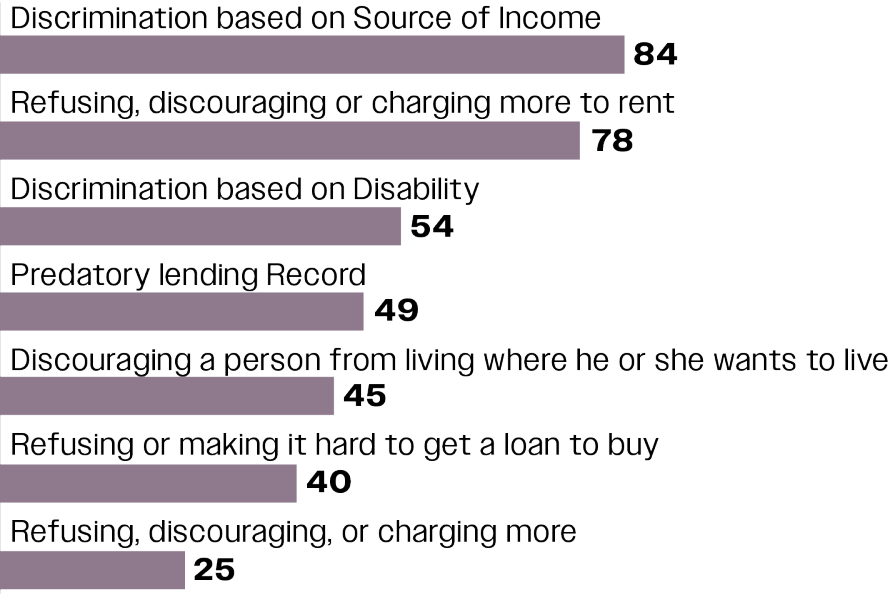 Discrimination based on Source of Income
84
Refusing, discouraging or charging more to rent
78
Discrimination based on Disability
54
Predatory lending Record
49
Discouraging a person from living where he or she wants to live
45
Refusing or making it hard to get a loan to buy
40
Refusing, discouraging, or charging more
25